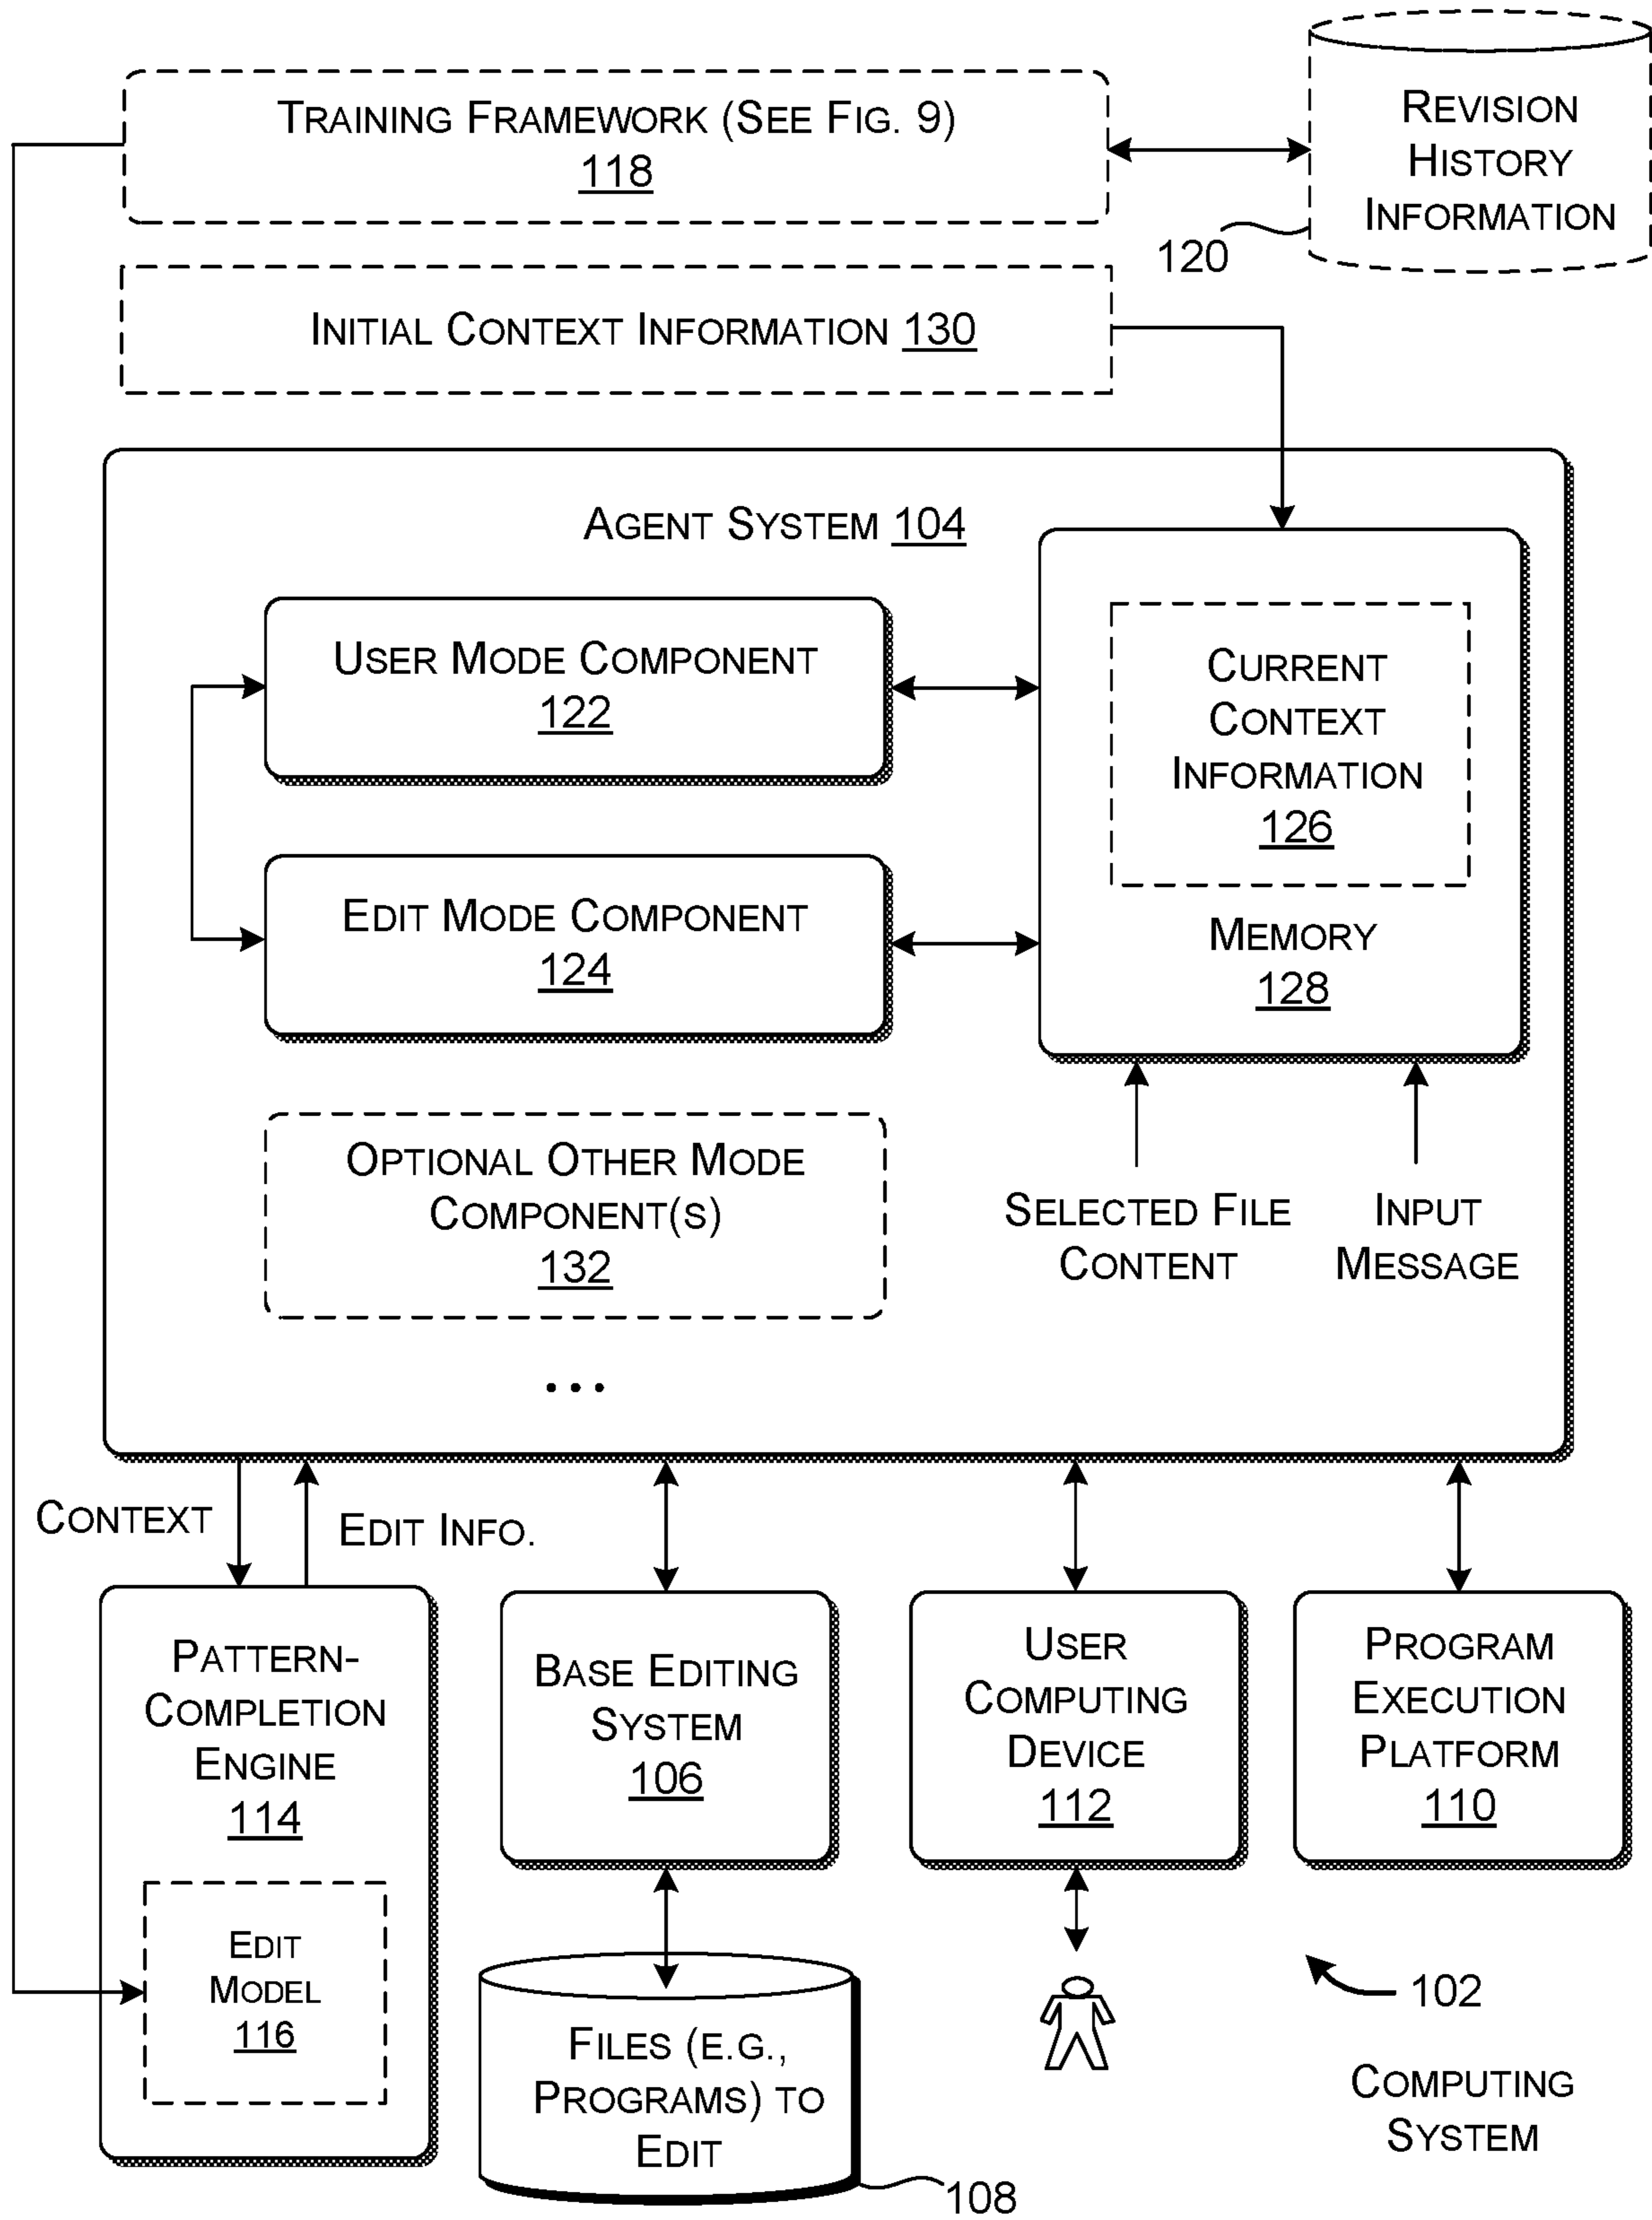 TRAINING FRAMEWORK (SEE FIG. 9)
118
REVISION
HISTORY
INFORMATION
120
INITIAL CONTEXT INFORMATION 130
AGENT SYSTEM 104
USER MODE COMPONENT
122
CURRENT
CONTEXT
INFORMATION
126
EDIT MODE COMPONENT
124
MEMORY
128
OPTIONAL OTHER MODE
COMPONENT(S)
132
SELECTED FILE
CONTENT
INPUT
MESSAGE
...
CONTEXT
EDIT INFO.
PATTERN-
COMPLETION
ENGINE
114
EDIT
MODEL
116
BASE EDITING
SYSTEM
106
USER
COMPUTING
DEVICE
112
PROGRAM
EXECUTION
PLATFORM
110
FILES (E.G.,
PROGRAMS) TO
EDIT
108
102
COMPUTING
SYSTEM